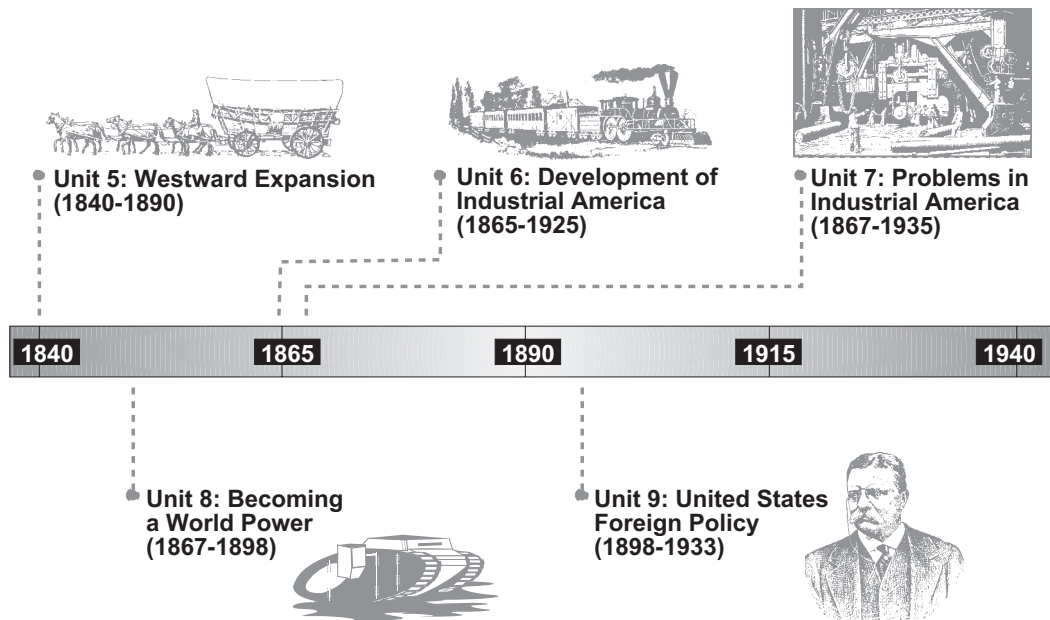 Unit 5: Westward Expansion
(1840-1890)
Unit 6: Development of
Industrial America
(1865-1925)
Unit 7: Problems in
Industrial America
(1867-1935)
1840
1865
1890
1915
1940
Unit 8: Becoming
a World Power
(1867-1898)
Unit 9: United States
Foreign Policy
(1898-1933)